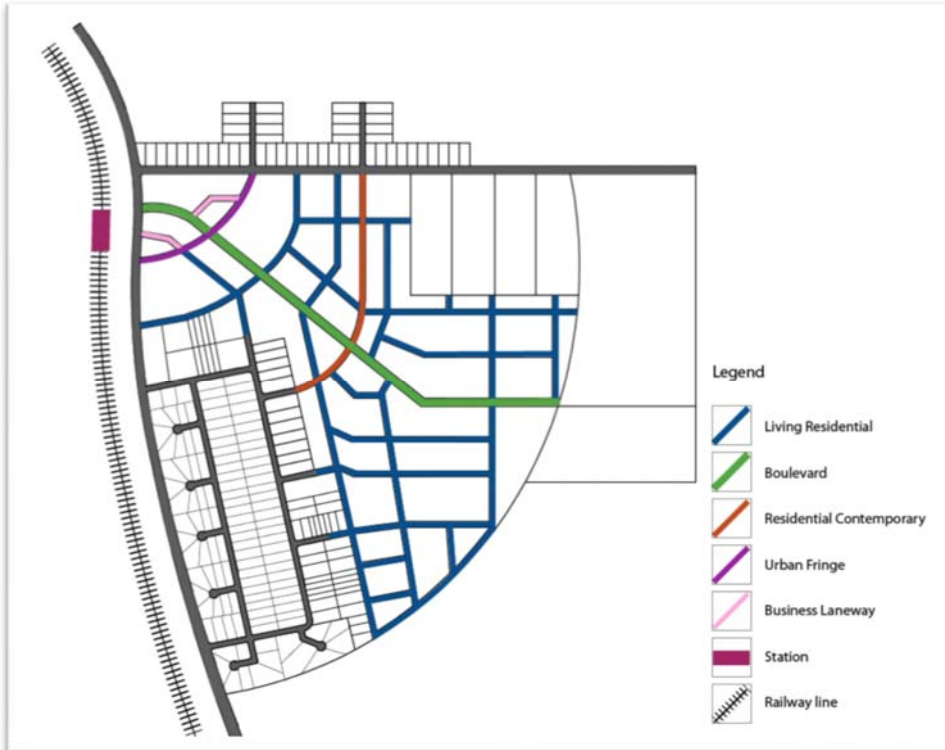 Legend
Living Residential
Boulevard
Residential Contemporary
Urban Fringe
Business Laneway
Station
Railway line